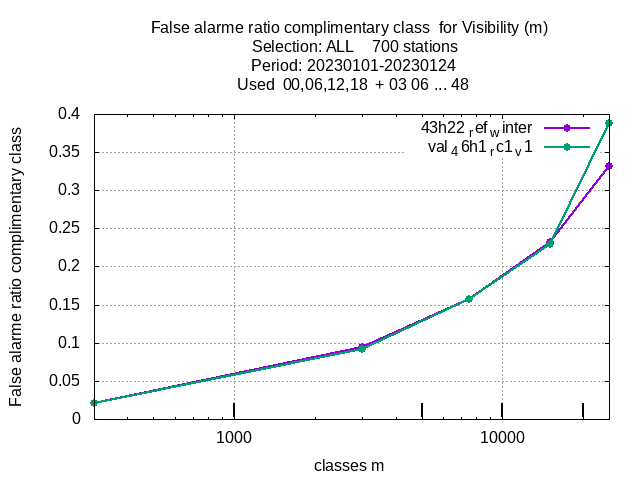 False alarme ratio complimentary class for Visibility (m)
Selection: ALL 700 stations
Period: 20230101-20230124
Used 00,06,12,18 + 03 06 ... 48
False alarme ratio complimentary class
0.4
0.35
0.3
0.25
0.2
0.15
0.1
0.05
0
43h22 ref winter
val 4 6h1 r c1 v 1
1000
10000
classes m